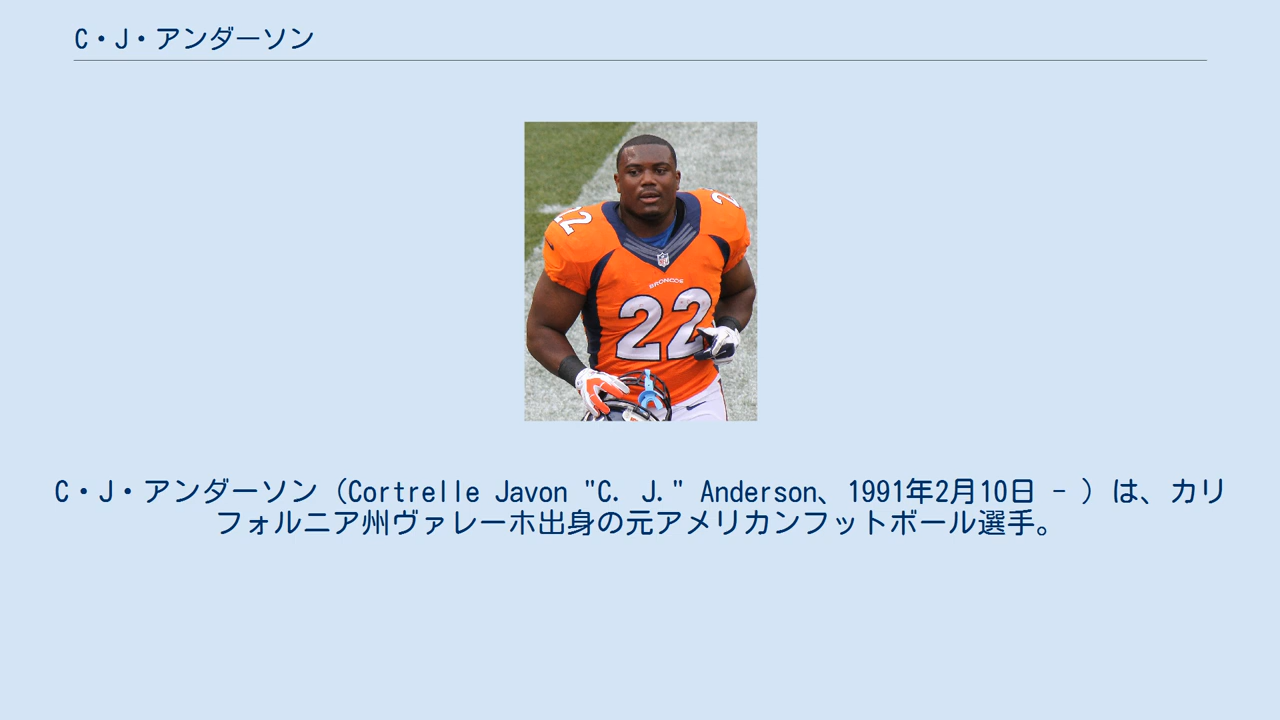 C・J・アンダーソン
22
22
BRONCOS
22
C・J・アンダーソン（Cortrelle Javon "C. J." Anderson、1991年2月10日 - ）は、カリ
フォルニア州ヴァレーホ出身の元アメリカンフットボール選手。